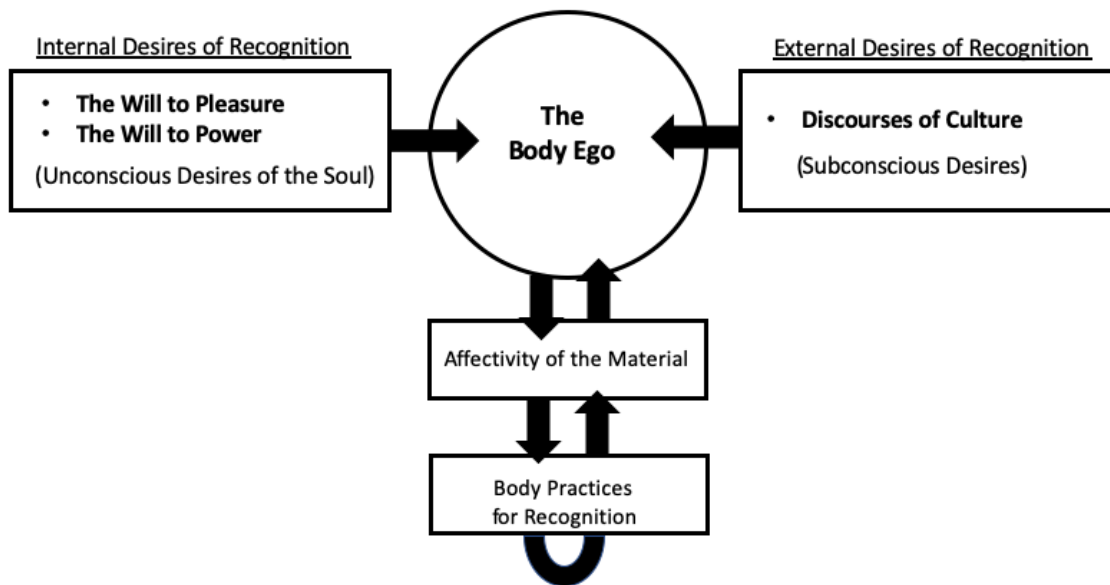 Internal Desires of Recognition
• The Will to Pleasure
• The Will to Power
(Unconscious Desires of the Soul)
The
Body Ego
External Desires of Recognition
• Discourses of Culture
(Subconscious Desires)
Affectivity of the Material
Body Practices
for Recognition